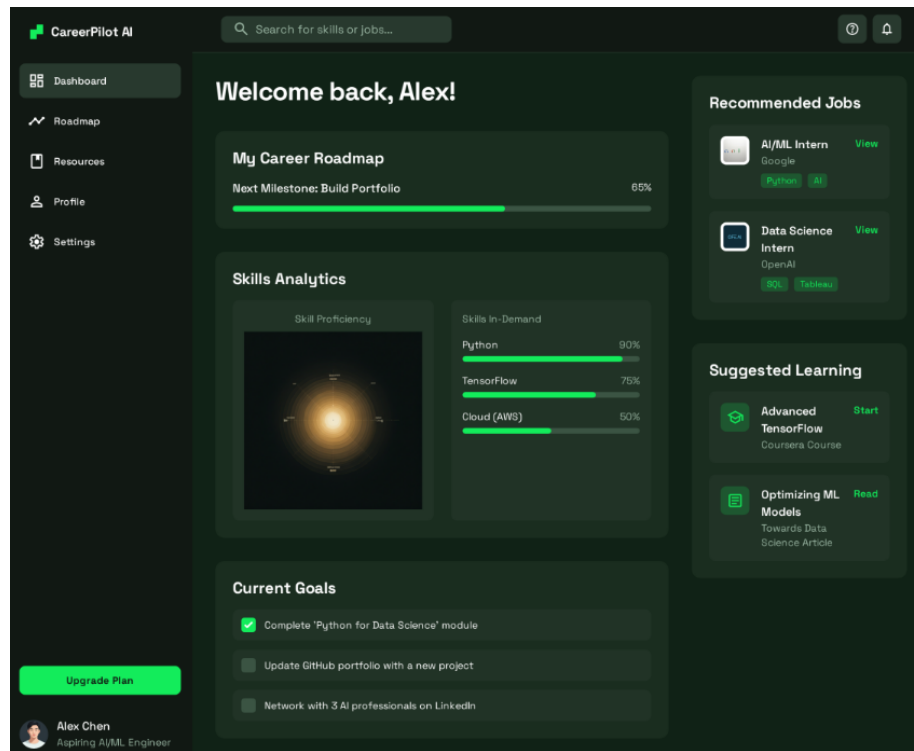 CareerPilot AI
Search for skills or jobs...
Dashboard
Roadmap
Resources
Profile
Settings
Upgrade Plan
Alex Chen
Aspiring AI/ML Engineer
Welcome back, Alex!
My Career Roadmap
Next Milestone: Build Portfolio 65%
Skills Analytics
Skill Proficiency
Skills In-Demand
Python 90%
TensorFlow 75%
Cloud (AWS) 50%
Current Goals
Complete 'Python for Data Science' module
Update GitHub portfolio with a new project
Network with 3 AI professionals on LinkedIn
Recommended Jobs
AI/ML Intern View
Google
Python AI
Data Science View
Intern
OpenAI
SQL Tableau
Suggested Learning
Advanced Start
TensorFlow
Coursera Course
Optimizing ML Read
Models
Towards Data
Science Article